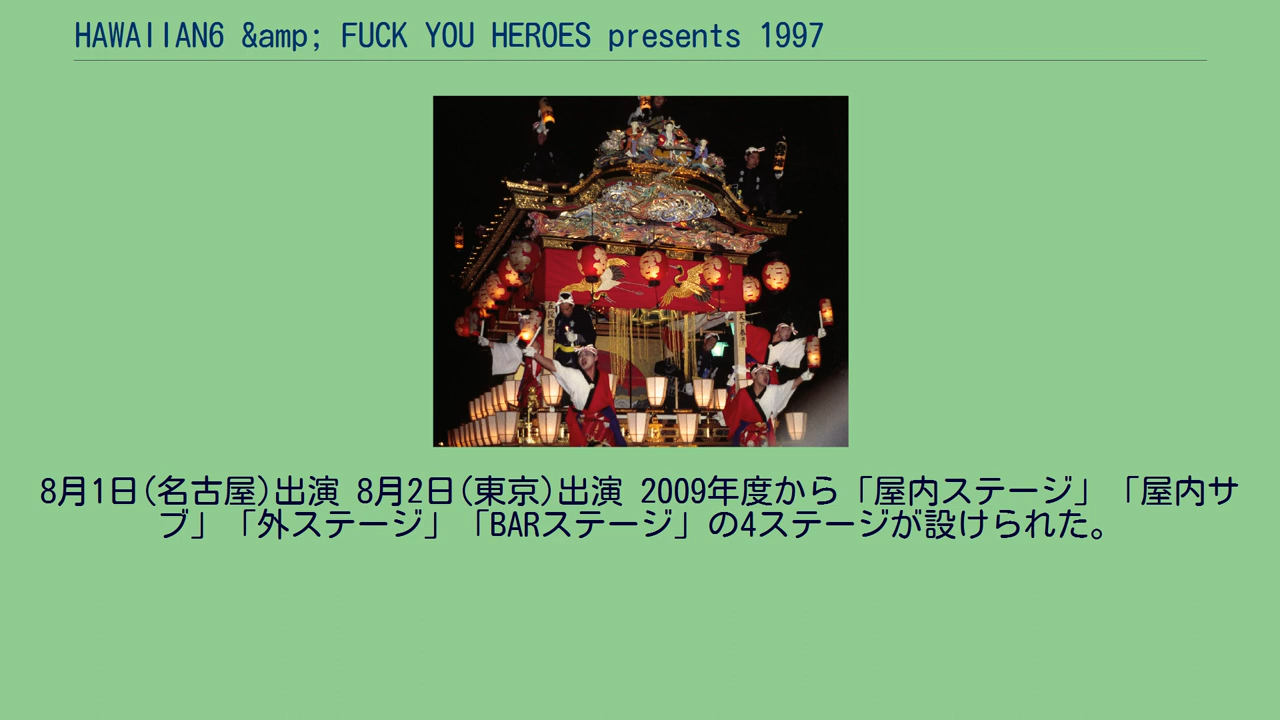 HAWAIIAN6 &amp; FUCK YOU HEROES presents 1997
8月1日(名古屋)出演 8月2日(東京)出演 2009年度から「屋内ステージ」「屋内サ
ブ」「外ステージ」「BARステージ」の4ステージが設けられた。